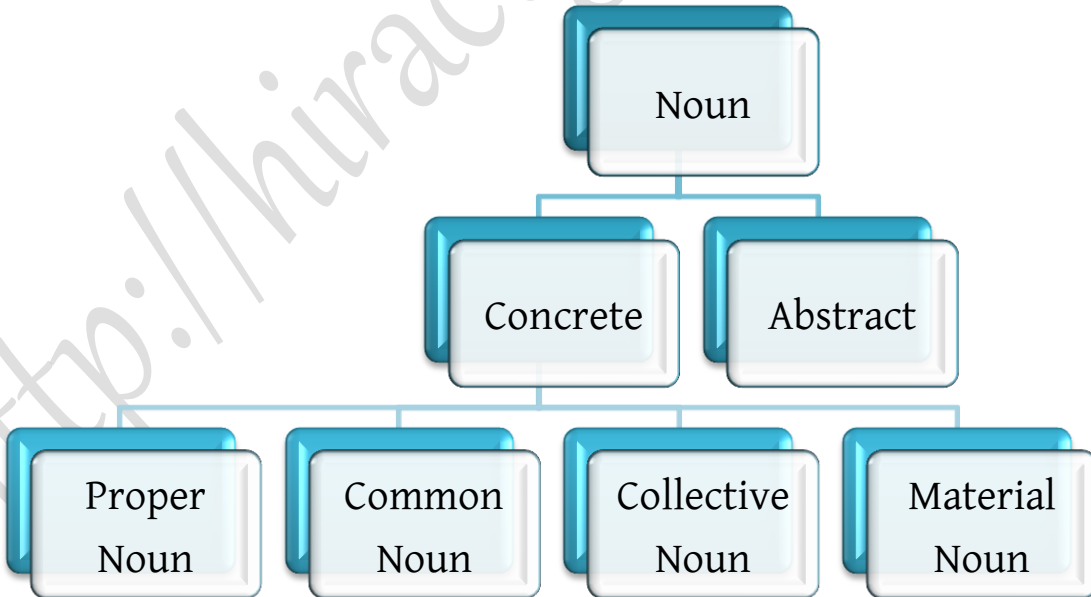 Noun
Concrete
Abstract
Proper
Noun
Common
Noun
Collective
Noun
Material
Noun